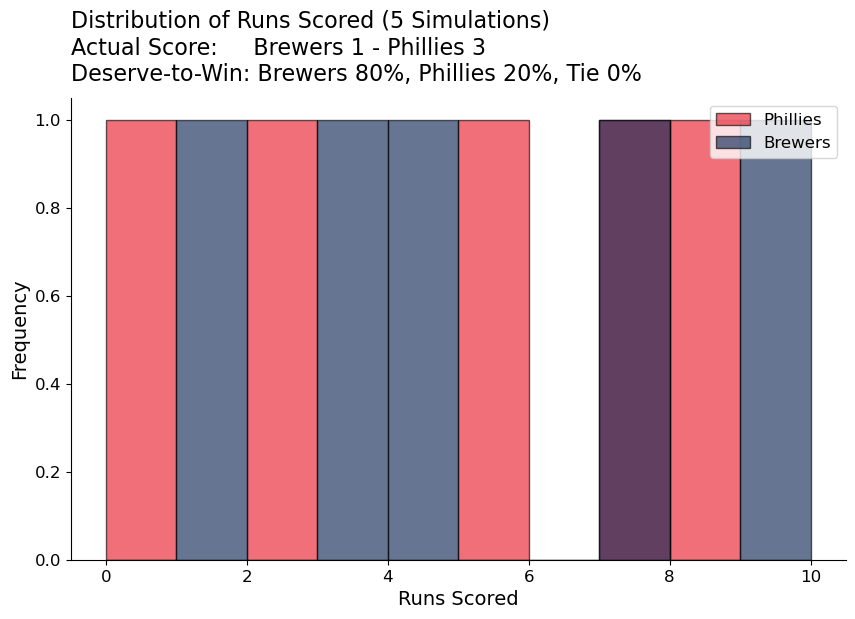 Distribution of Runs Scored (5 Simulations)
Actual Score:     Brewers 1 - Phillies 3
Deserve-to-Win: Brewers 80%, Phillies 20%, Tie 0%
Phillies
Brewers
1.0
0.8
0.6
0.4
0.2
0.0
Frequency
0 2 4 6 8 10
Runs Scored